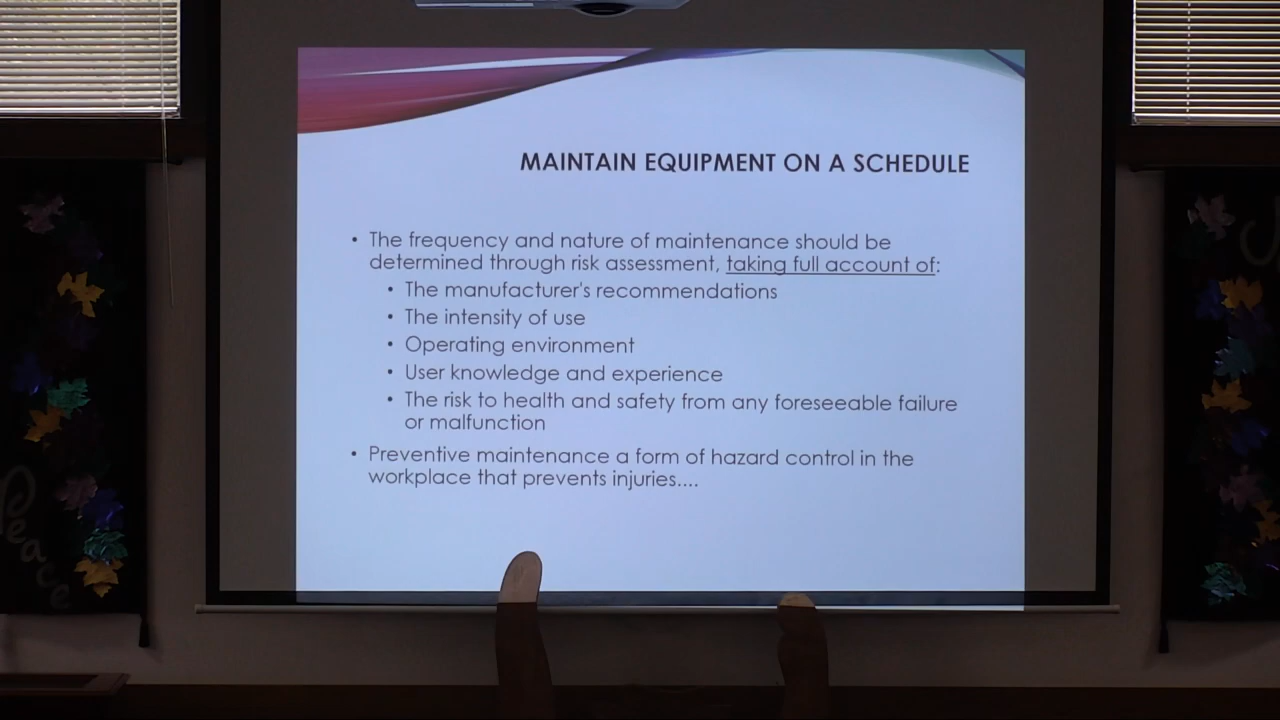 MAINTAIN EQUIPMENT ON A SCHEDULE
• The frequency and nature of maintenance should be
determined through risk assessment, taking full account of:
• The manufacturer's recommendations
• The intensity of use
• Operating environment
• User knowledge and experience
• The risk to health and safety from any foreseeable failure
or malfunction
• Preventive maintenance a form of hazard control in the
workplace that prevents injuries....
Peace